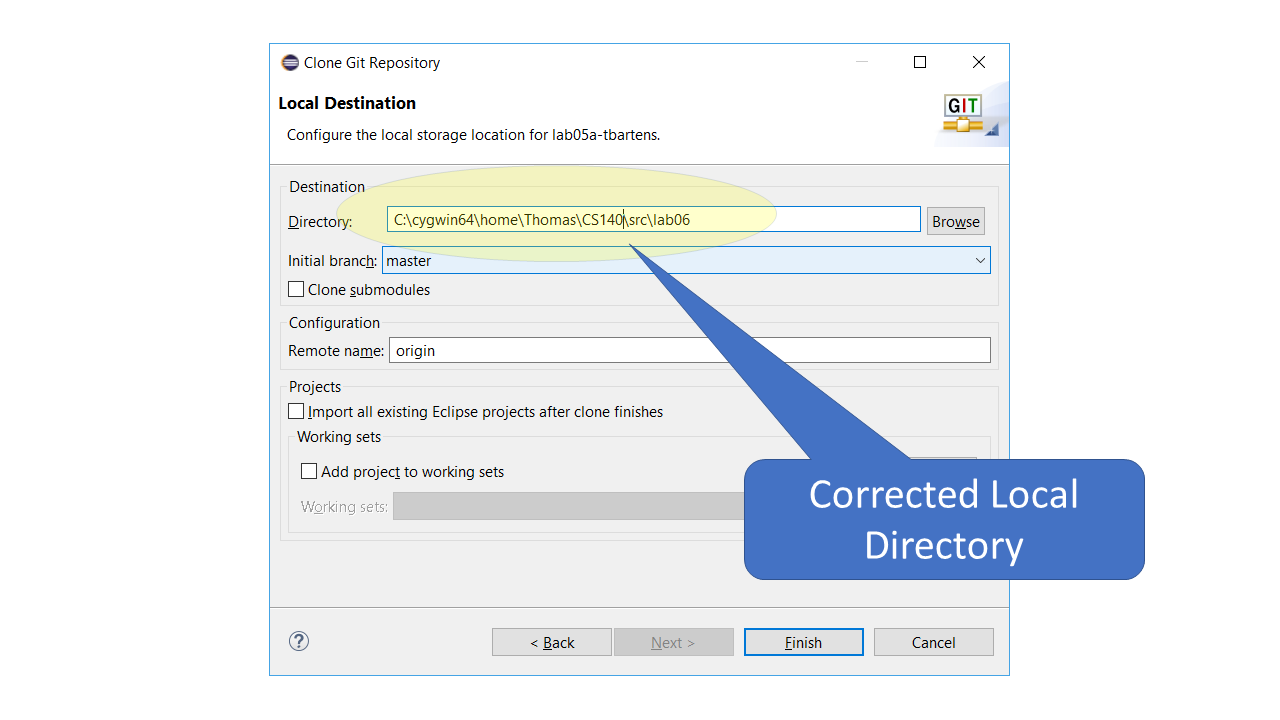 Clone Git Repository
Local Destination
GIT
Configure the local storage location for lab05a-tbartens.
Destination
Directory: C:\cygwin64\home\Thomas\CS140\src\lab06 Browse
Initial branch: master
Clone submodules
Configuration
Remote name: origin
Projects
Import all existing Eclipse projects after clone finishes
Working sets
Add project to working sets
Working sets:
Corrected Local
Directory
? < Back Next > Finish Cancel